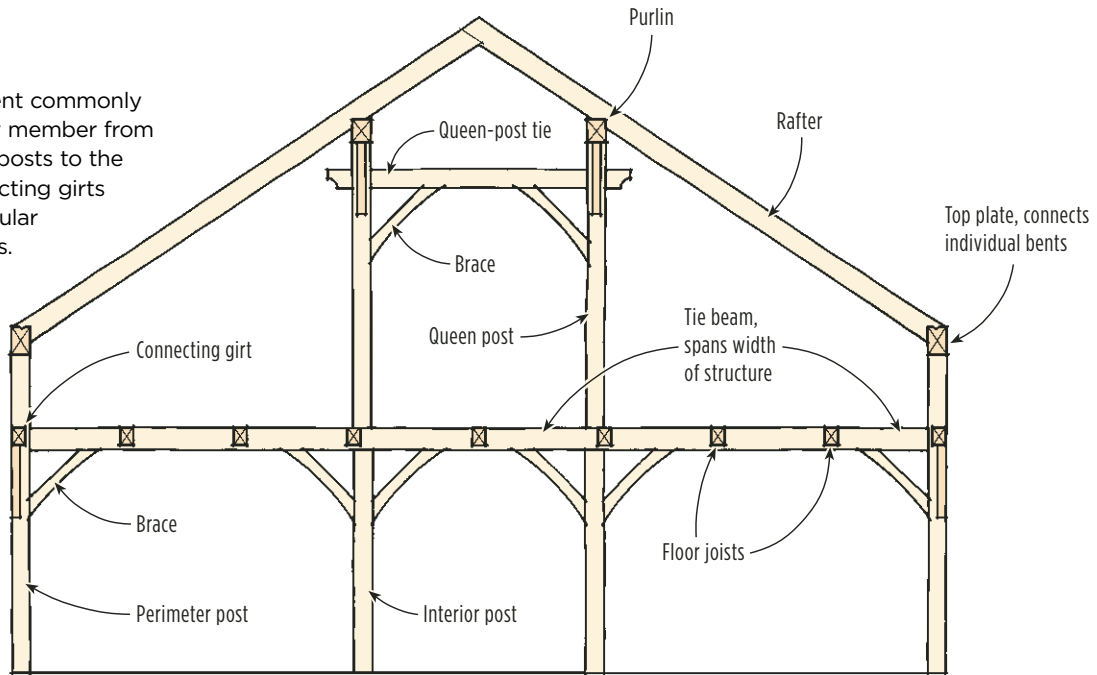 ent commonly
member from
posts to the
cting girts
ular
s.
Purlin
Queen-post tie
Rafter
Top plate, connects
individual bents
Brace
Queen post
Tie beam,
spans width
of structure
Connecting girt
Brace
Floor joists
Perimeter post
Interior post